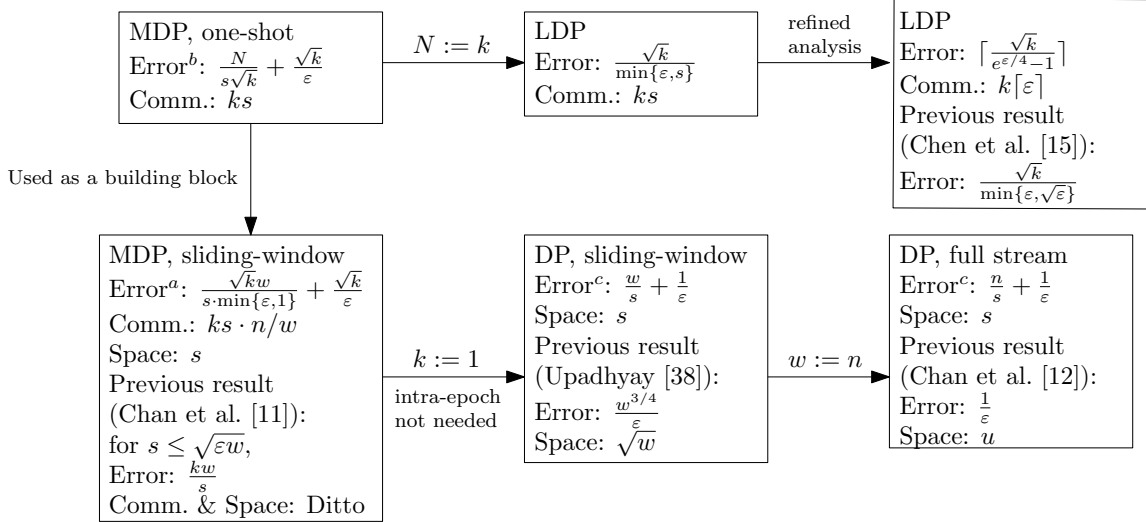 MDP, one-shot
Error^b: N/(s√k) + √k/ε
Comm.: ks
N := k
LDP
Error: √k/min{ε,s}
Comm.: ks
refined
analysis
LDP
Error: ⌈√k/(e^{ε/4}−1)⌉
Comm.: k⌈ε⌉
Previous result
(Chen et al. [15]):
Error: √k/min{ε,√ε}
Used as a building block
MDP, sliding-window
Error^a: √k w/(s·min{ε,1}) + √k/ε
Comm.: ks · n/w
Space: s
Previous result
(Chan et al. [11]):
for s ≤ √(εw),
Error: kw/s
Comm. & Space: Ditto
k := 1
intra-epoch
not needed
DP, sliding-window
Error^c: w/s + 1/ε
Space: s
Previous result
(Upadhyay [38]):
Error: w^{3/4}/ε
Space: √w
w := n
DP, full stream
Error^c: n/s + 1/ε
Space: s
Previous result
(Chan et al. [12]):
Error: 1/ε
Space: u